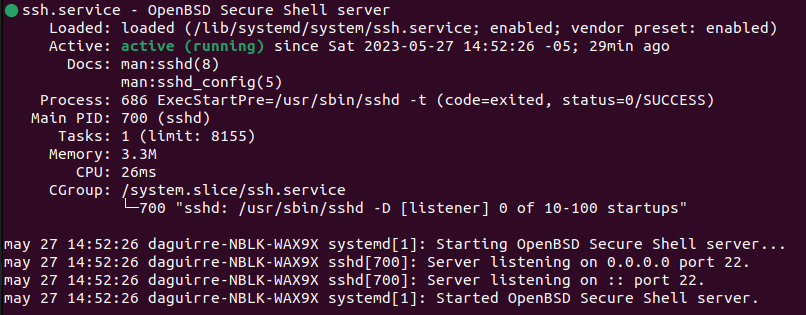 ● ssh.service - OpenBSD Secure Shell server
Loaded: loaded (/lib/systemd/system/ssh.service; enabled; vendor preset: enabled)
Active: active (running) since Sat 2023-05-27 14:52:26 -05; 29min ago
Docs: man:sshd(8)
man:sshd_config(5)
Process: 686 ExecStartPre=/usr/sbin/sshd -t (code=exited, status=0/SUCCESS)
Main PID: 700 (sshd)
Tasks: 1 (limit: 8155)
Memory: 3.3M
CPU: 26ms
CGroup: /system.slice/ssh.service
└─700 "sshd: /usr/sbin/sshd -D [listener] 0 of 10-100 startups"
may 27 14:52:26 daguirre-NBLK-WAX9X systemd[1]: Starting OpenBSD Secure Shell server...
may 27 14:52:26 daguirre-NBLK-WAX9X sshd[700]: Server listening on 0.0.0.0 port 22.
may 27 14:52:26 daguirre-NBLK-WAX9X sshd[700]: Server listening on :: port 22.
may 27 14:52:26 daguirre-NBLK-WAX9X systemd[1]: Started OpenBSD Secure Shell server.